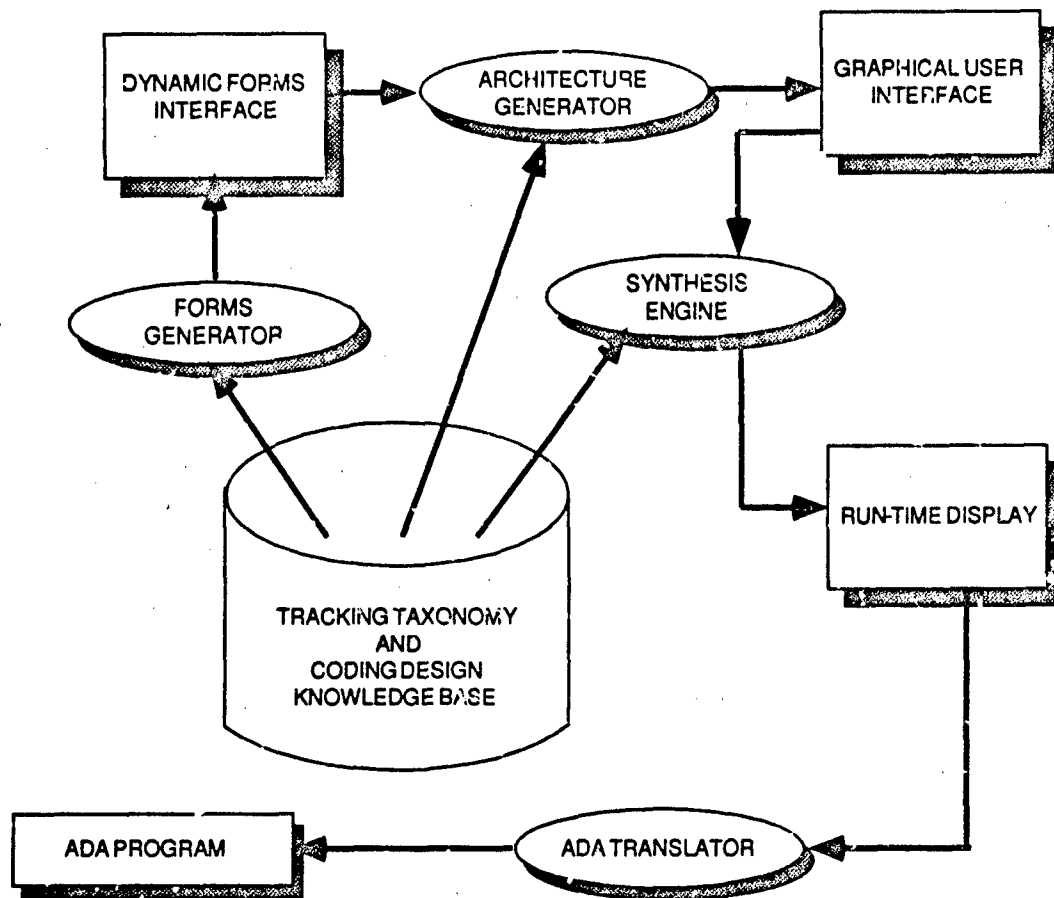 DYNAMIC FORMS
INTERFACE
ARCHITECTURE
GENERATOR
GRAPHICAL USER
INTERFACE
FORMS
GENERATOR
SYNTHESIS
ENGINE
RUN-TIME DISPLAY
TRACKING TAXONOMY
AND
CODING DESIGN
KNOWLEDGE BASE
ADA PROGRAM
ADA TRANSLATOR